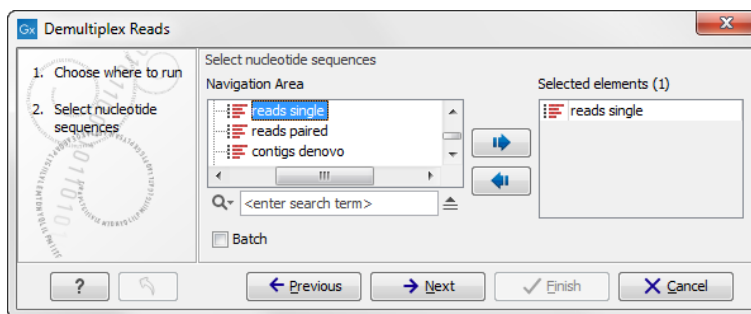 Gx Demultiplex Reads
X
1. Choose where to run
2. Select nucleotide
sequences
Select nucleotide sequences
Navigation Area
reads single
reads paired
contigs denovo
<enter search term>
Batch
Selected elements (1)
reads single
?
Previous
Next
Finish
Cancel